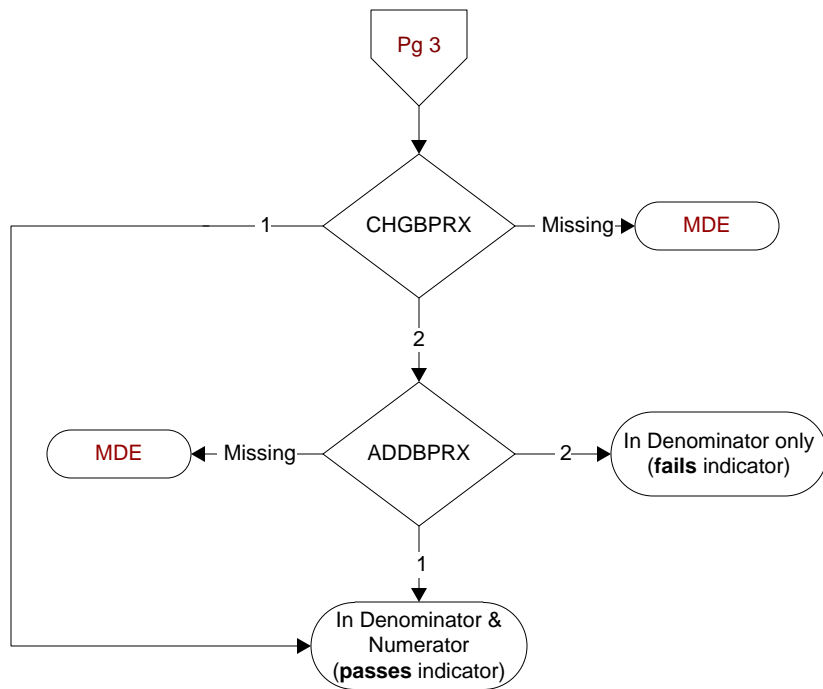 Pg 3
1
CHGBPRX
Missing
MDE
2
MDE
Missing
ADDBPRX
2
In Denominator only
(fails indicator)
1
In Denominator &
Numerator
(passes indicator)